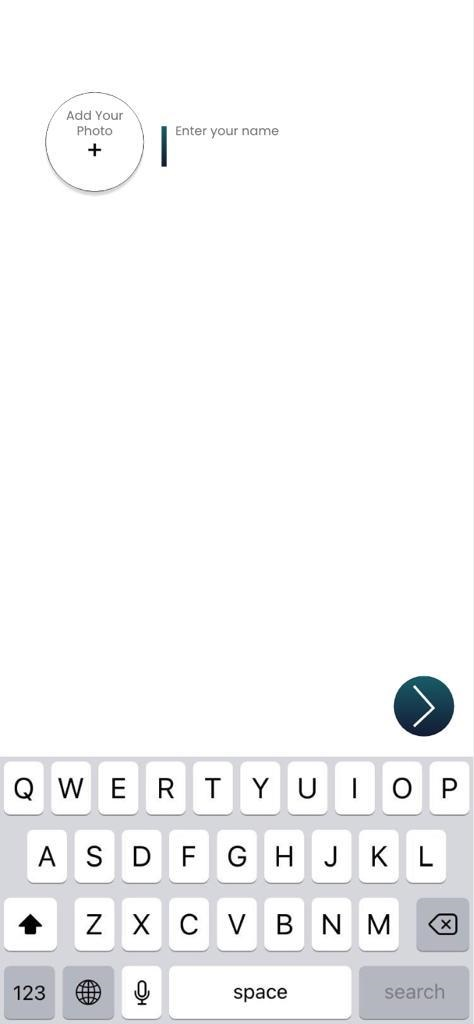 Add Your
Photo
+
Enter your name
Q W E R T Y U I O P
A S D F G H J K L
Z X C V B N M
123 space search